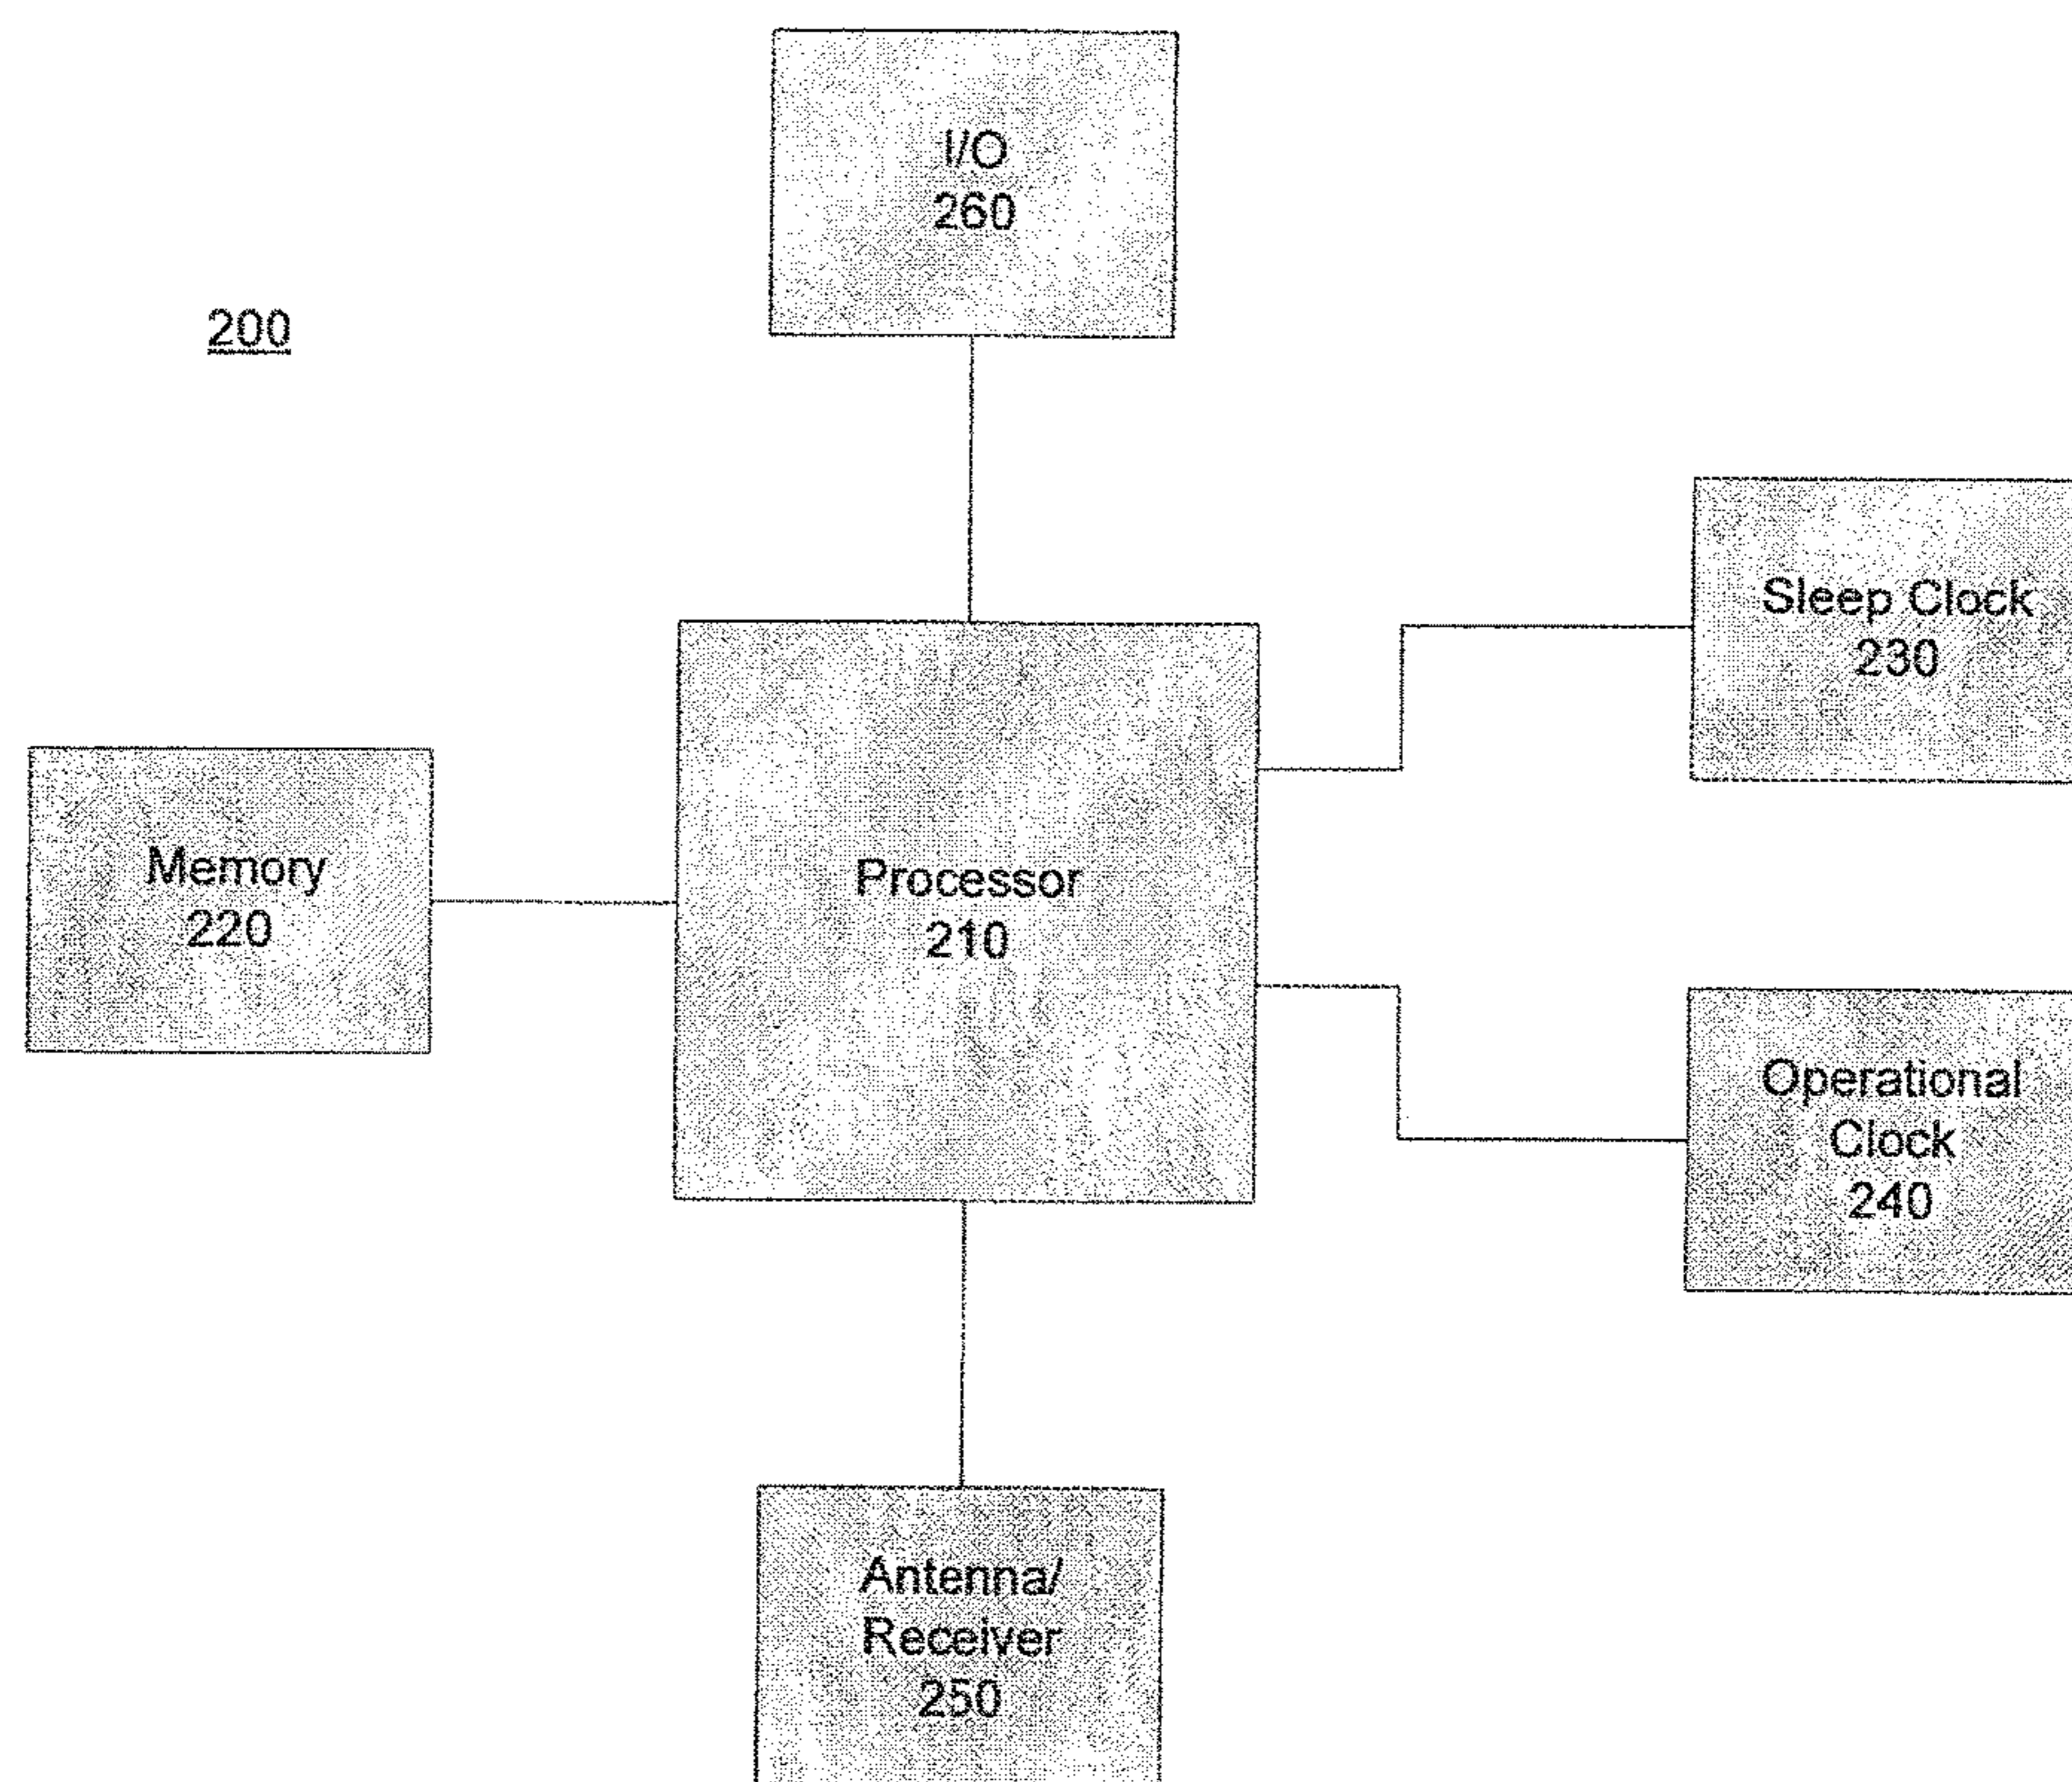 I/O
260
200
Sleep Clock
230
Memory
220
Processor
210
Operational
Clock
240
Antenna/
Receiver
250